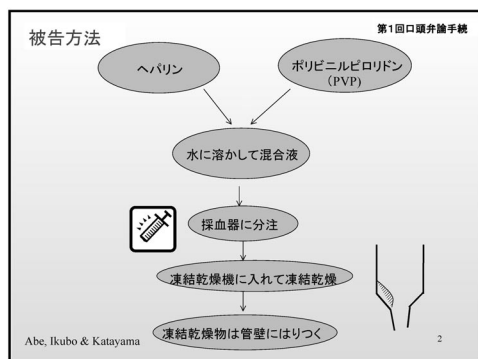 第1回口頭弁論手続
被告方法
ヘパリン
ポリビニルピロリドン
(PVP)
水に溶かして混合液
採血器に分注
凍結乾燥機に入れて凍結乾燥
凍結乾燥物は管壁にはりつく
Abe, Ikubo & Katayama
2